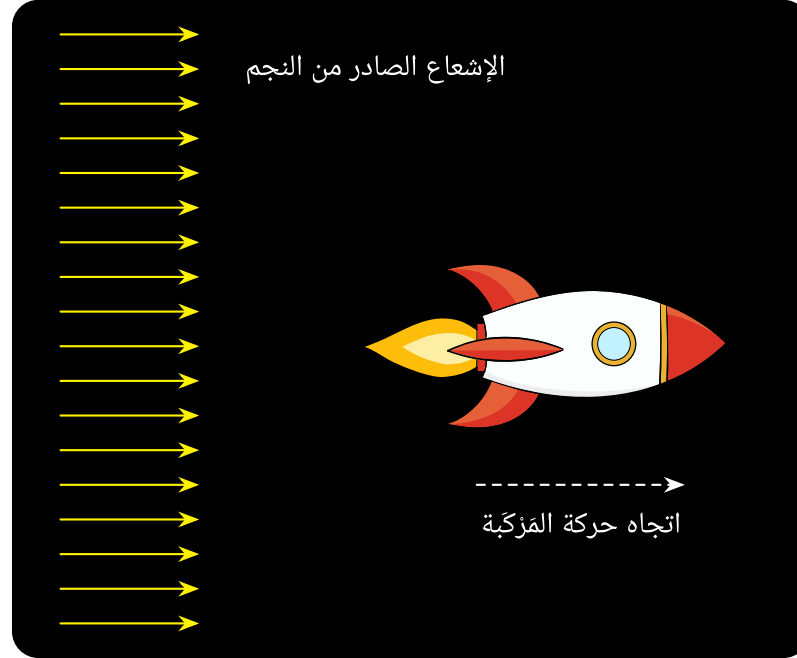 الإشعاع الصادر من النجم
اتجاه حركة المَرْكَبة